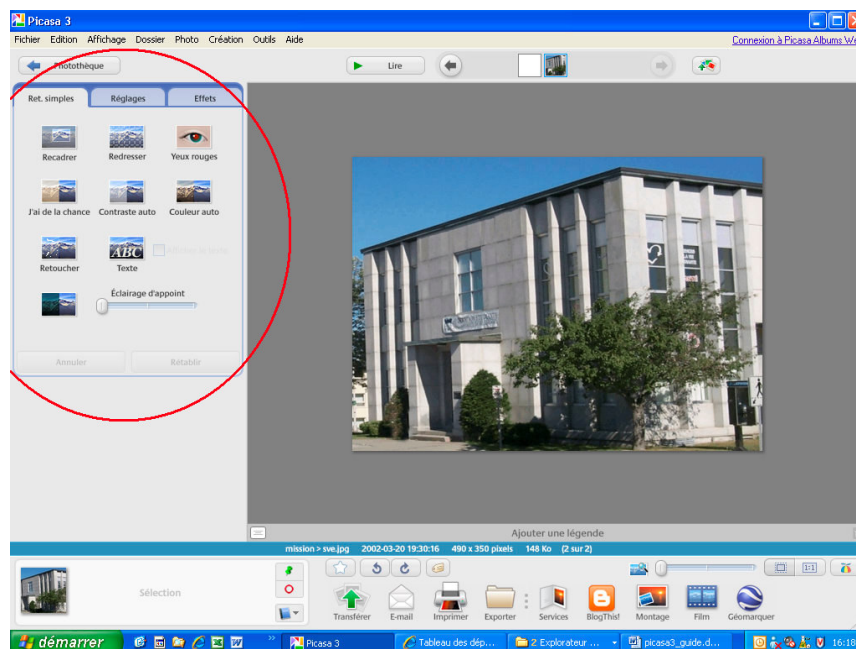 Picasa 3
Fichier Edition Affichage Dossier Photo Création Outils Aide
Connexion à Picasa Albums We
Photothèque
Lire
Ret. simples Réglages Effets
Recadrer Redresser Yeux rouges
J'ai de la chance Contraste auto Couleur auto
ABC
Retoucher Texte
Éclairage d'appoint
Annuler Rétablir
Ajouter une légende
mission > sve.jpg 2002-03-20 19:30:16 490 x 350 pixels 148 Ko (2 sur 2)
Sélection
1:1
Transférer E-mail Imprimer Exporter Services BlogThis! Montage Film Géomarquer
démarrer
Picasa 3
Tableau des dép...
2 Explorateur ...
picasa3_guide.d...
16:18